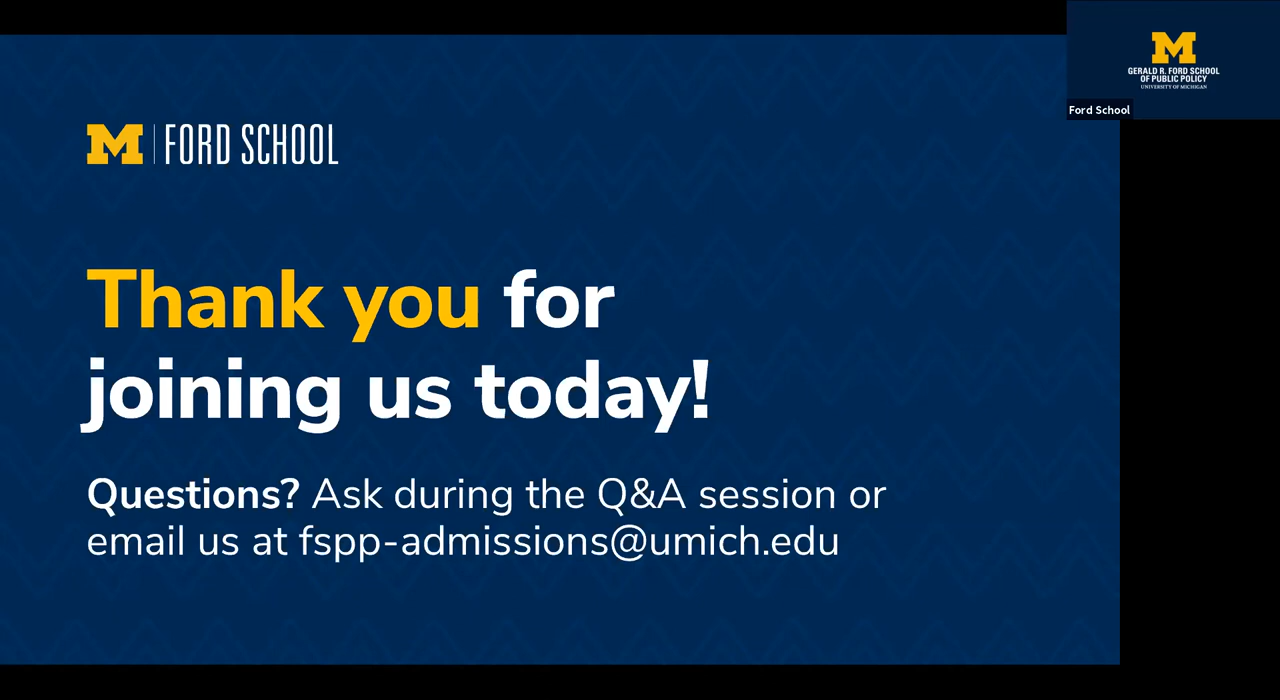 M | FORD SCHOOL
Thank you for
joining us today!
Questions? Ask during the Q&A session or
email us at fspp-admissions@umich.edu
M
GERALD R. FORD SCHOOL
OF PUBLIC POLICY
UNIVERSITY OF MICHIGAN
Ford School